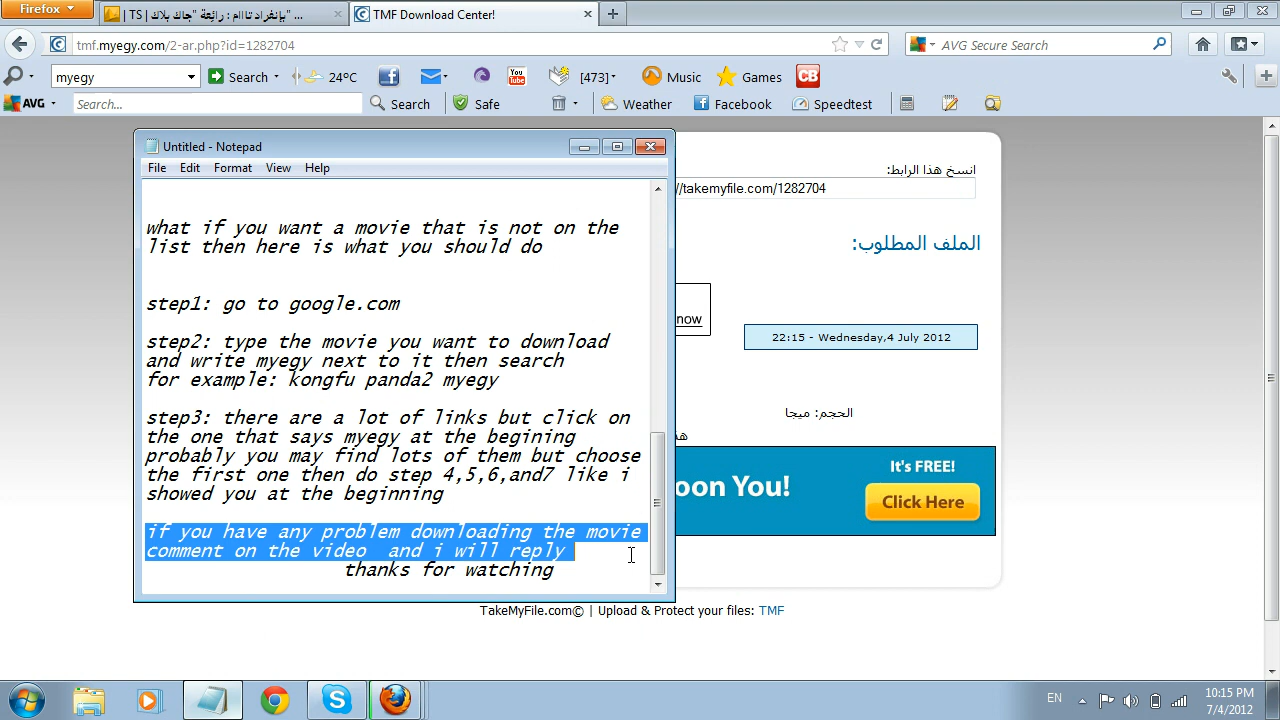 Firefox
| TS | بإنفراد تااام : رائعة "جاك بلاك" ...
TMF Download Center!
tmf.myegy.com/2-ar.php?id=1282704
AVG Secure Search
myegy
Search
24°C
You Tube
[473]
Music
Games
CB
AVG
Search...
Search
Safe
Weather
Facebook
Speedtest
Untitled - Notepad
File Edit Format View Help
what if you want a movie that is not on the
list then here is what you should do
step1: go to google.com
step2: type the movie you want to download
and write myegy next to it then search
for example: kongfu panda2 myegy
step3: there are a lot of links but click on
the one that says myegy at the begining
probably you may find lots of them but choose
the first one then do step 4,5,6,and7 like i
showed you at the beginning
if you have any problem downloading the movie
comment on the video  and i will reply
thanks for watching
انسخ هذا الرابط:
//takemyfile.com/1282704
الملف المطلوب:
now
22:15 - Wednesday,4 July 2012
الحجم: ميجا
oon You!
It's FREE!
Click Here
TakeMyFile.com© | Upload & Protect your files: TMF
EN
10:15 PM
7/4/2012